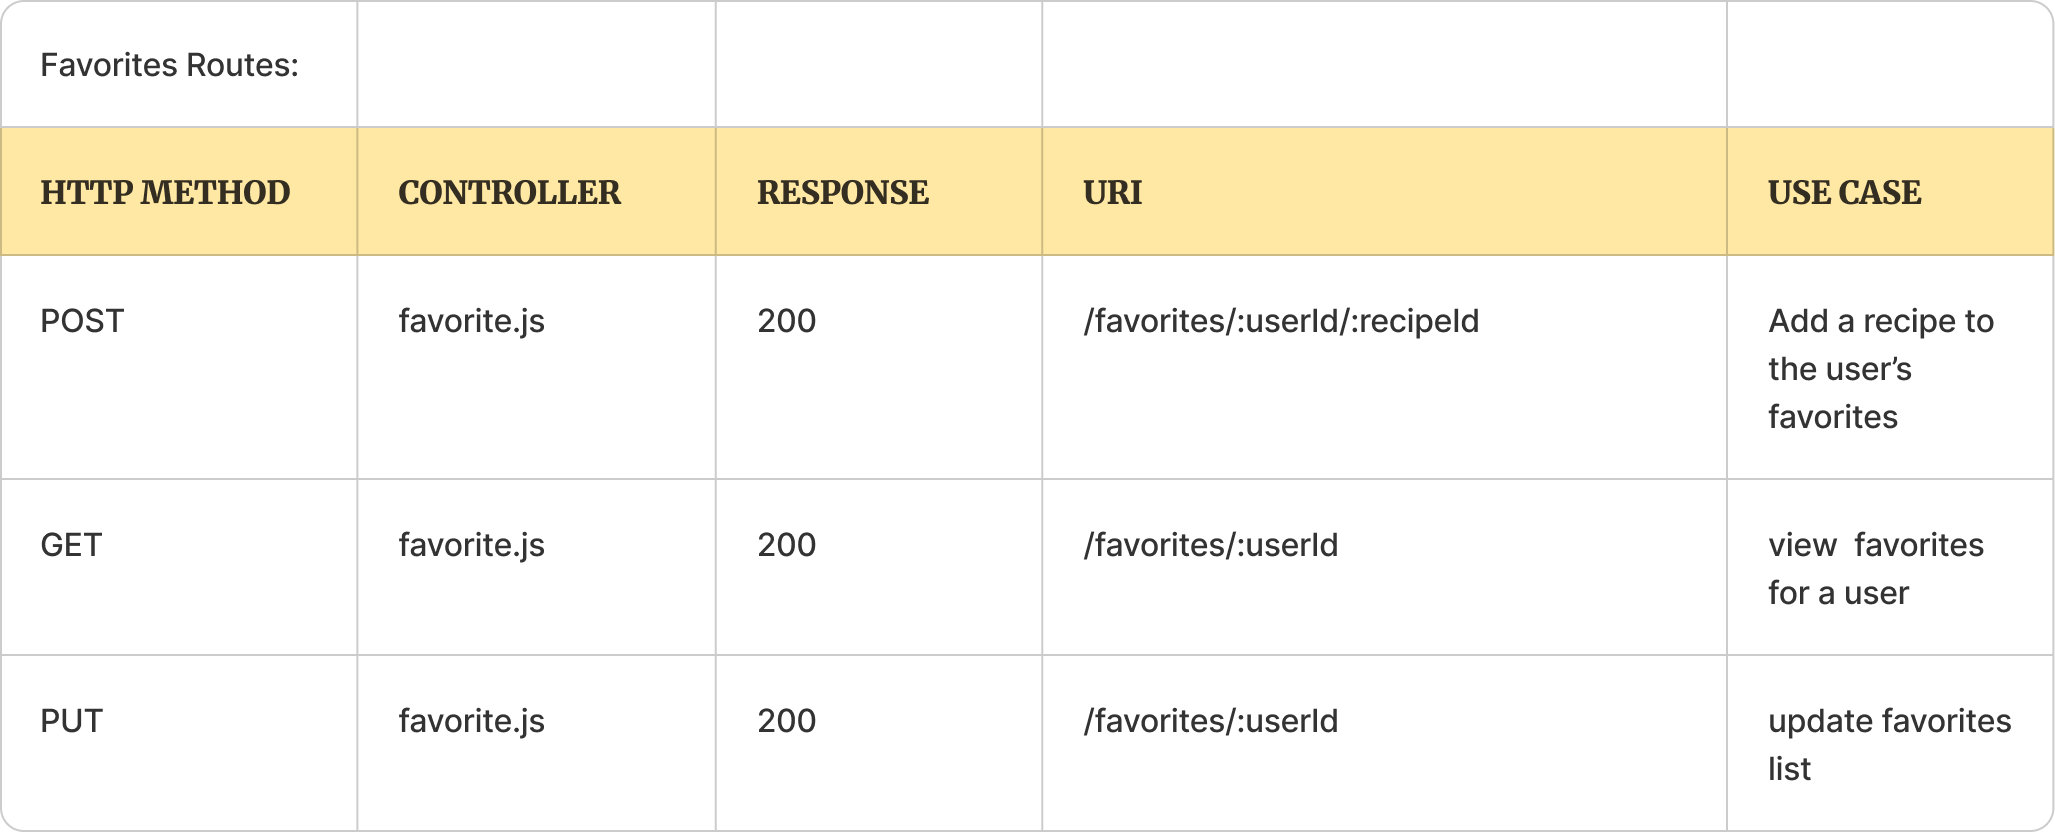 Favorites Routes:
HTTP METHOD CONTROLLER RESPONSE URI USE CASE
POST favorite.js 200 /favorites/:userId/:recipeId Add a recipe to
the user’s
favorites
GET favorite.js 200 /favorites/:userId view  favorites
for a user
PUT favorite.js 200 /favorites/:userId update favorites
list